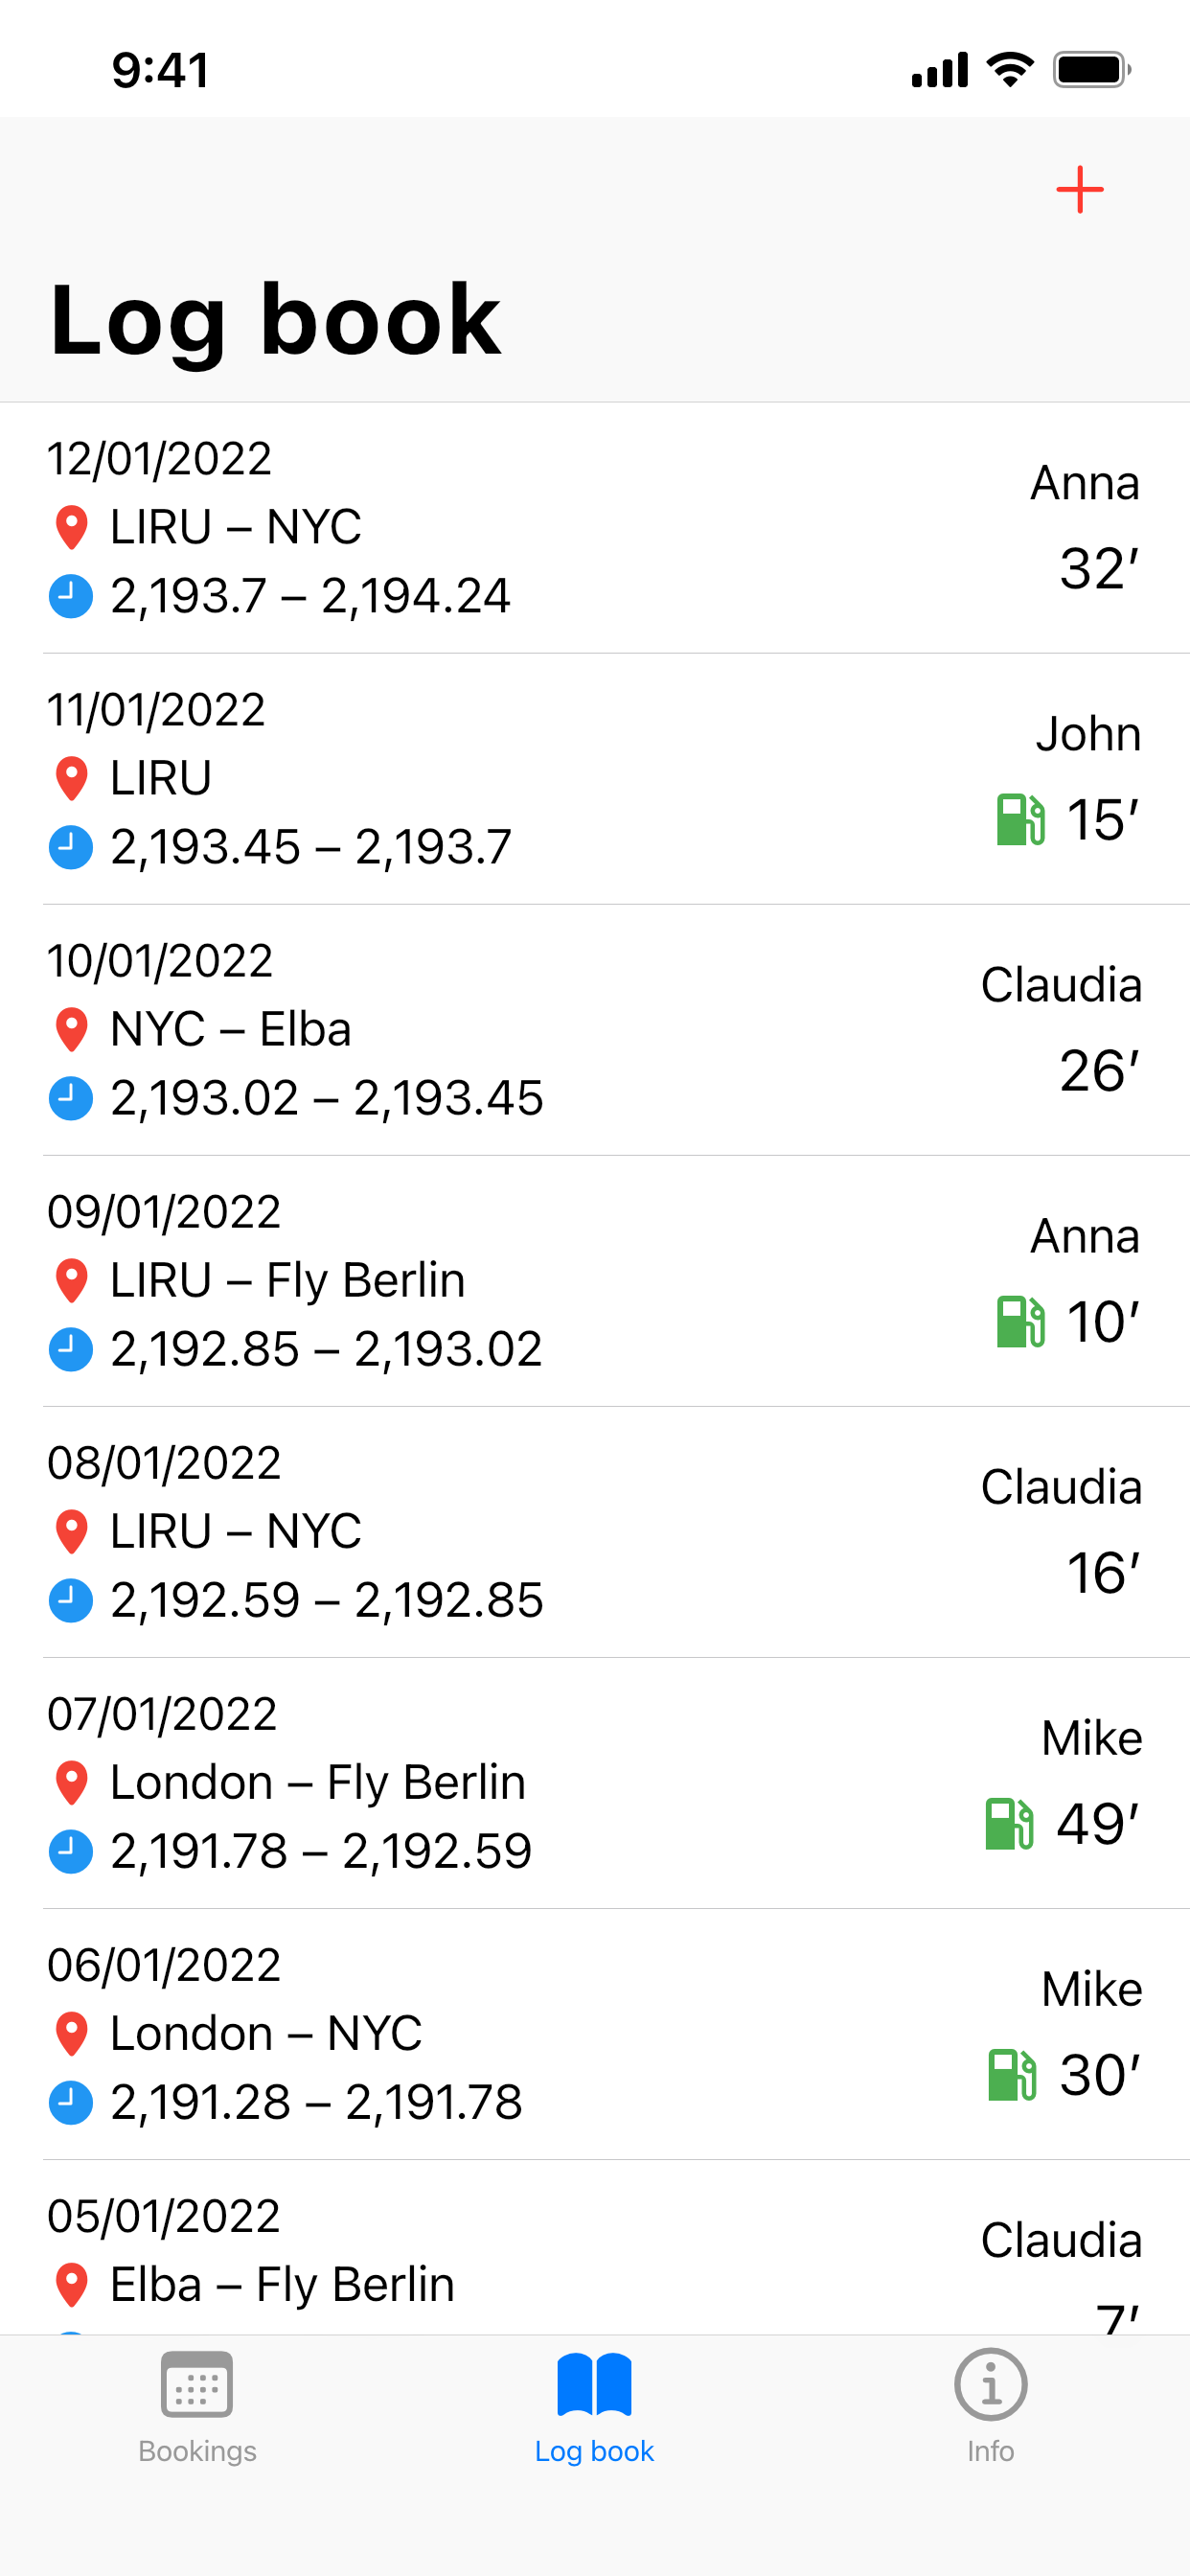 9:41
Log book
12/01/2022
LIRU – NYC
2,193.7 – 2,194.24
Anna
32′
11/01/2022
LIRU
2,193.45 – 2,193.7
John
15′
10/01/2022
NYC – Elba
2,193.02 – 2,193.45
Claudia
26′
09/01/2022
LIRU – Fly Berlin
2,192.85 – 2,193.02
Anna
10′
08/01/2022
LIRU – NYC
2,192.59 – 2,192.85
Claudia
16′
07/01/2022
London – Fly Berlin
2,191.78 – 2,192.59
Mike
49′
06/01/2022
London – NYC
2,191.28 – 2,191.78
Mike
30′
05/01/2022
Elba – Fly Berlin
Claudia
7′
Bookings
Log book
Info